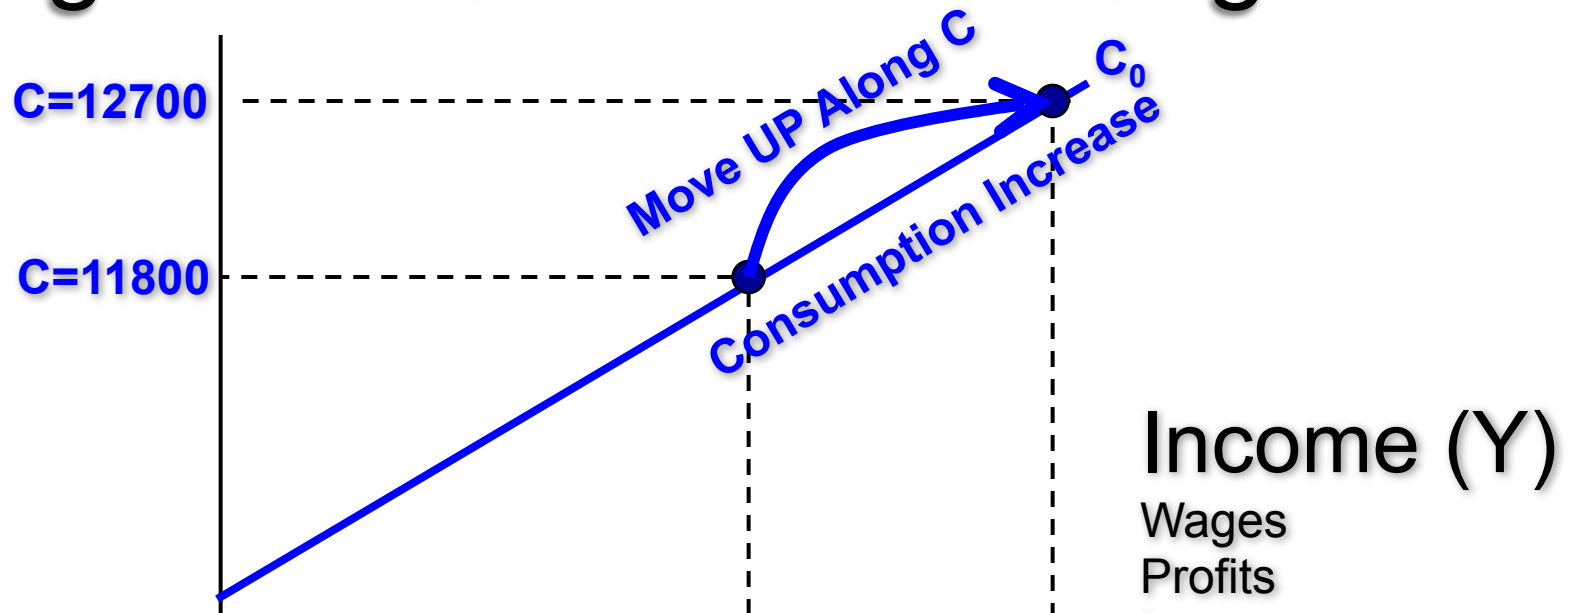 Move UP Along C
C₀
C=12700
Consumption Increase
C=11800
Income (Y)
Wages
Profits